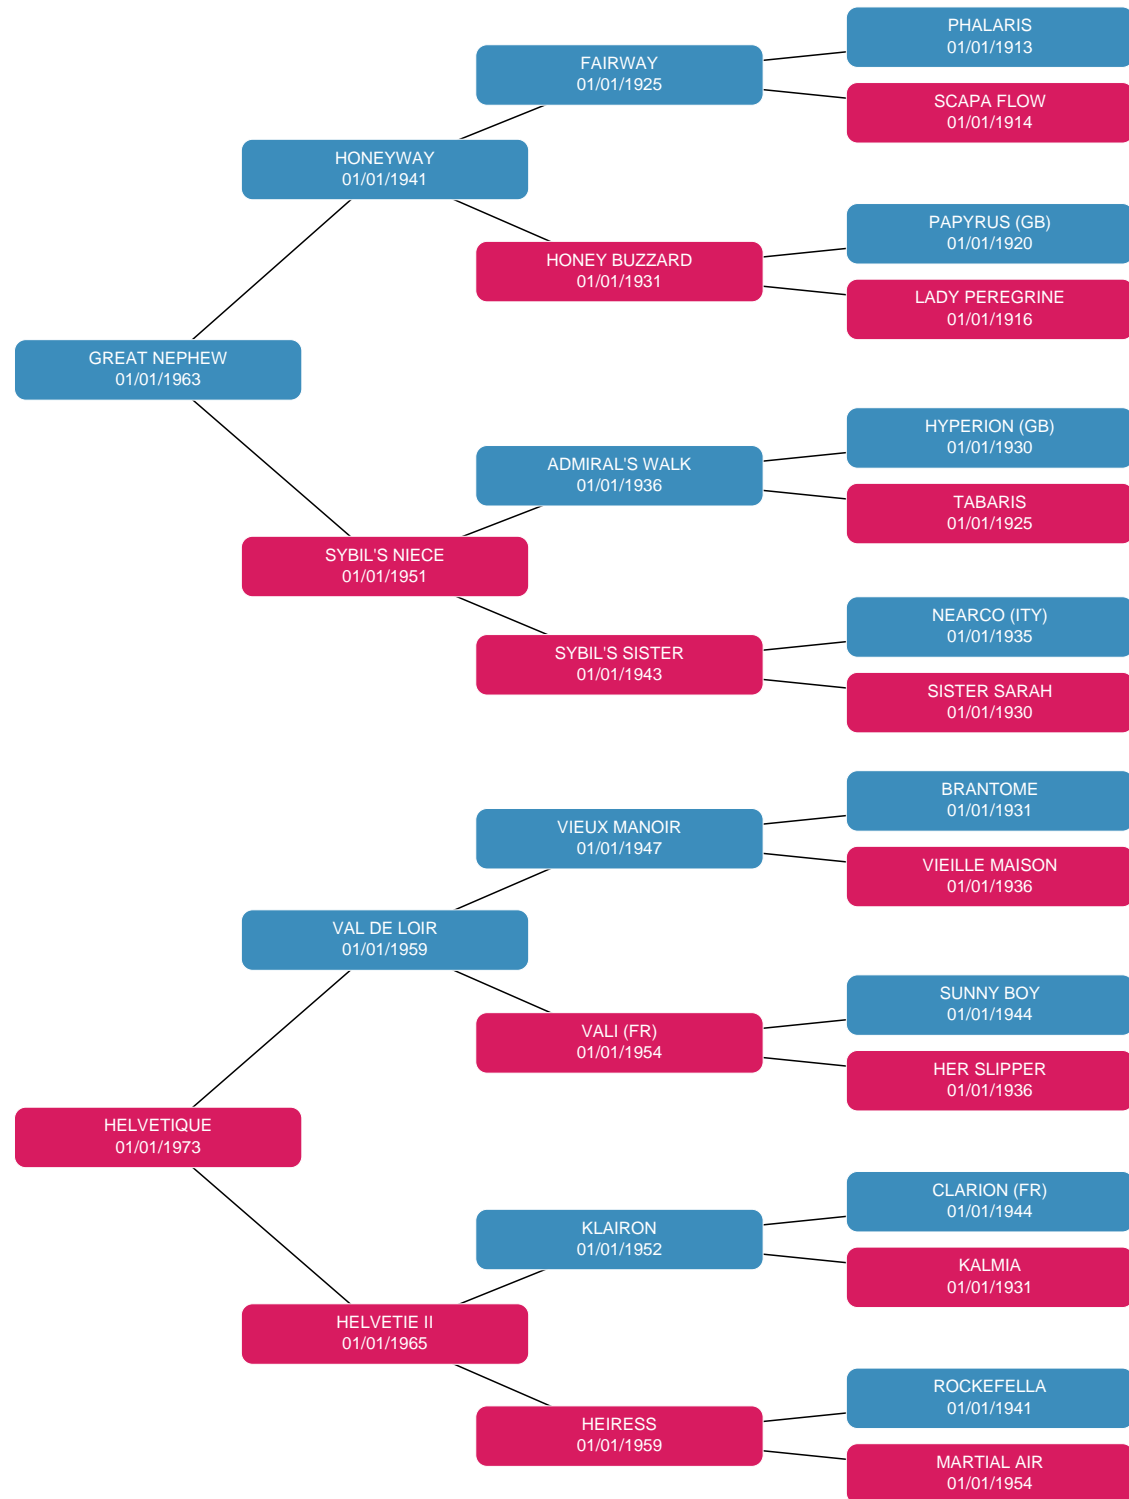 PHALARIS
01/01/1913
FAIRWAY
01/01/1925
SCAPA FLOW
01/01/1914
HONEYWAY
01/01/1941
PAPYRUS (GB)
01/01/1920
HONEY BUZZARD
01/01/1931
LADY PEREGRINE
01/01/1916
GREAT NEPHEW
01/01/1963
HYPERION (GB)
01/01/1930
ADMIRAL'S WALK
01/01/1936
TABARIS
01/01/1925
SYBIL'S NIECE
01/01/1951
NEARCO (ITY)
01/01/1935
SYBIL'S SISTER
01/01/1943
SISTER SARAH
01/01/1930
BRANTOME
01/01/1931
VIEUX MANOIR
01/01/1947
VIEILLE MAISON
01/01/1936
VAL DE LOIR
01/01/1959
SUNNY BOY
01/01/1944
VALI (FR)
01/01/1954
HER SLIPPER
01/01/1936
HELVETIQUE
01/01/1973
CLARION (FR)
01/01/1944
KLAIRON
01/01/1952
KALMIA
01/01/1931
HELVETIE II
01/01/1965
ROCKEFELLA
01/01/1941
HEIRESS
01/01/1959
MARTIAL AIR
01/01/1954